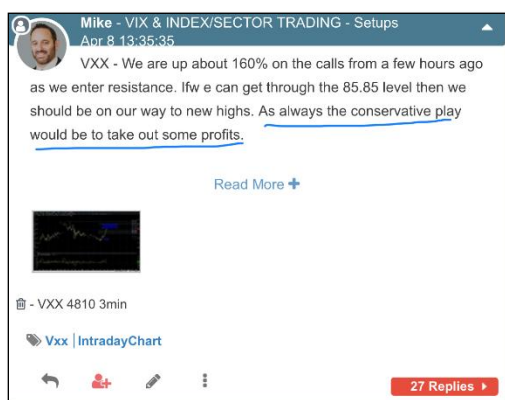 Mike - VIX & INDEX/SECTOR TRADING - Setups
Apr 8 13:35:35
VXX - We are up about 160% on the calls from a few hours ago
as we enter resistance. Ifw e can get through the 85.85 level then we
should be on our way to new highs. As always the conservative play
would be to take out some profits.
Read More +
- VXX 4810 3min
Vxx | IntradayChart
27 Replies